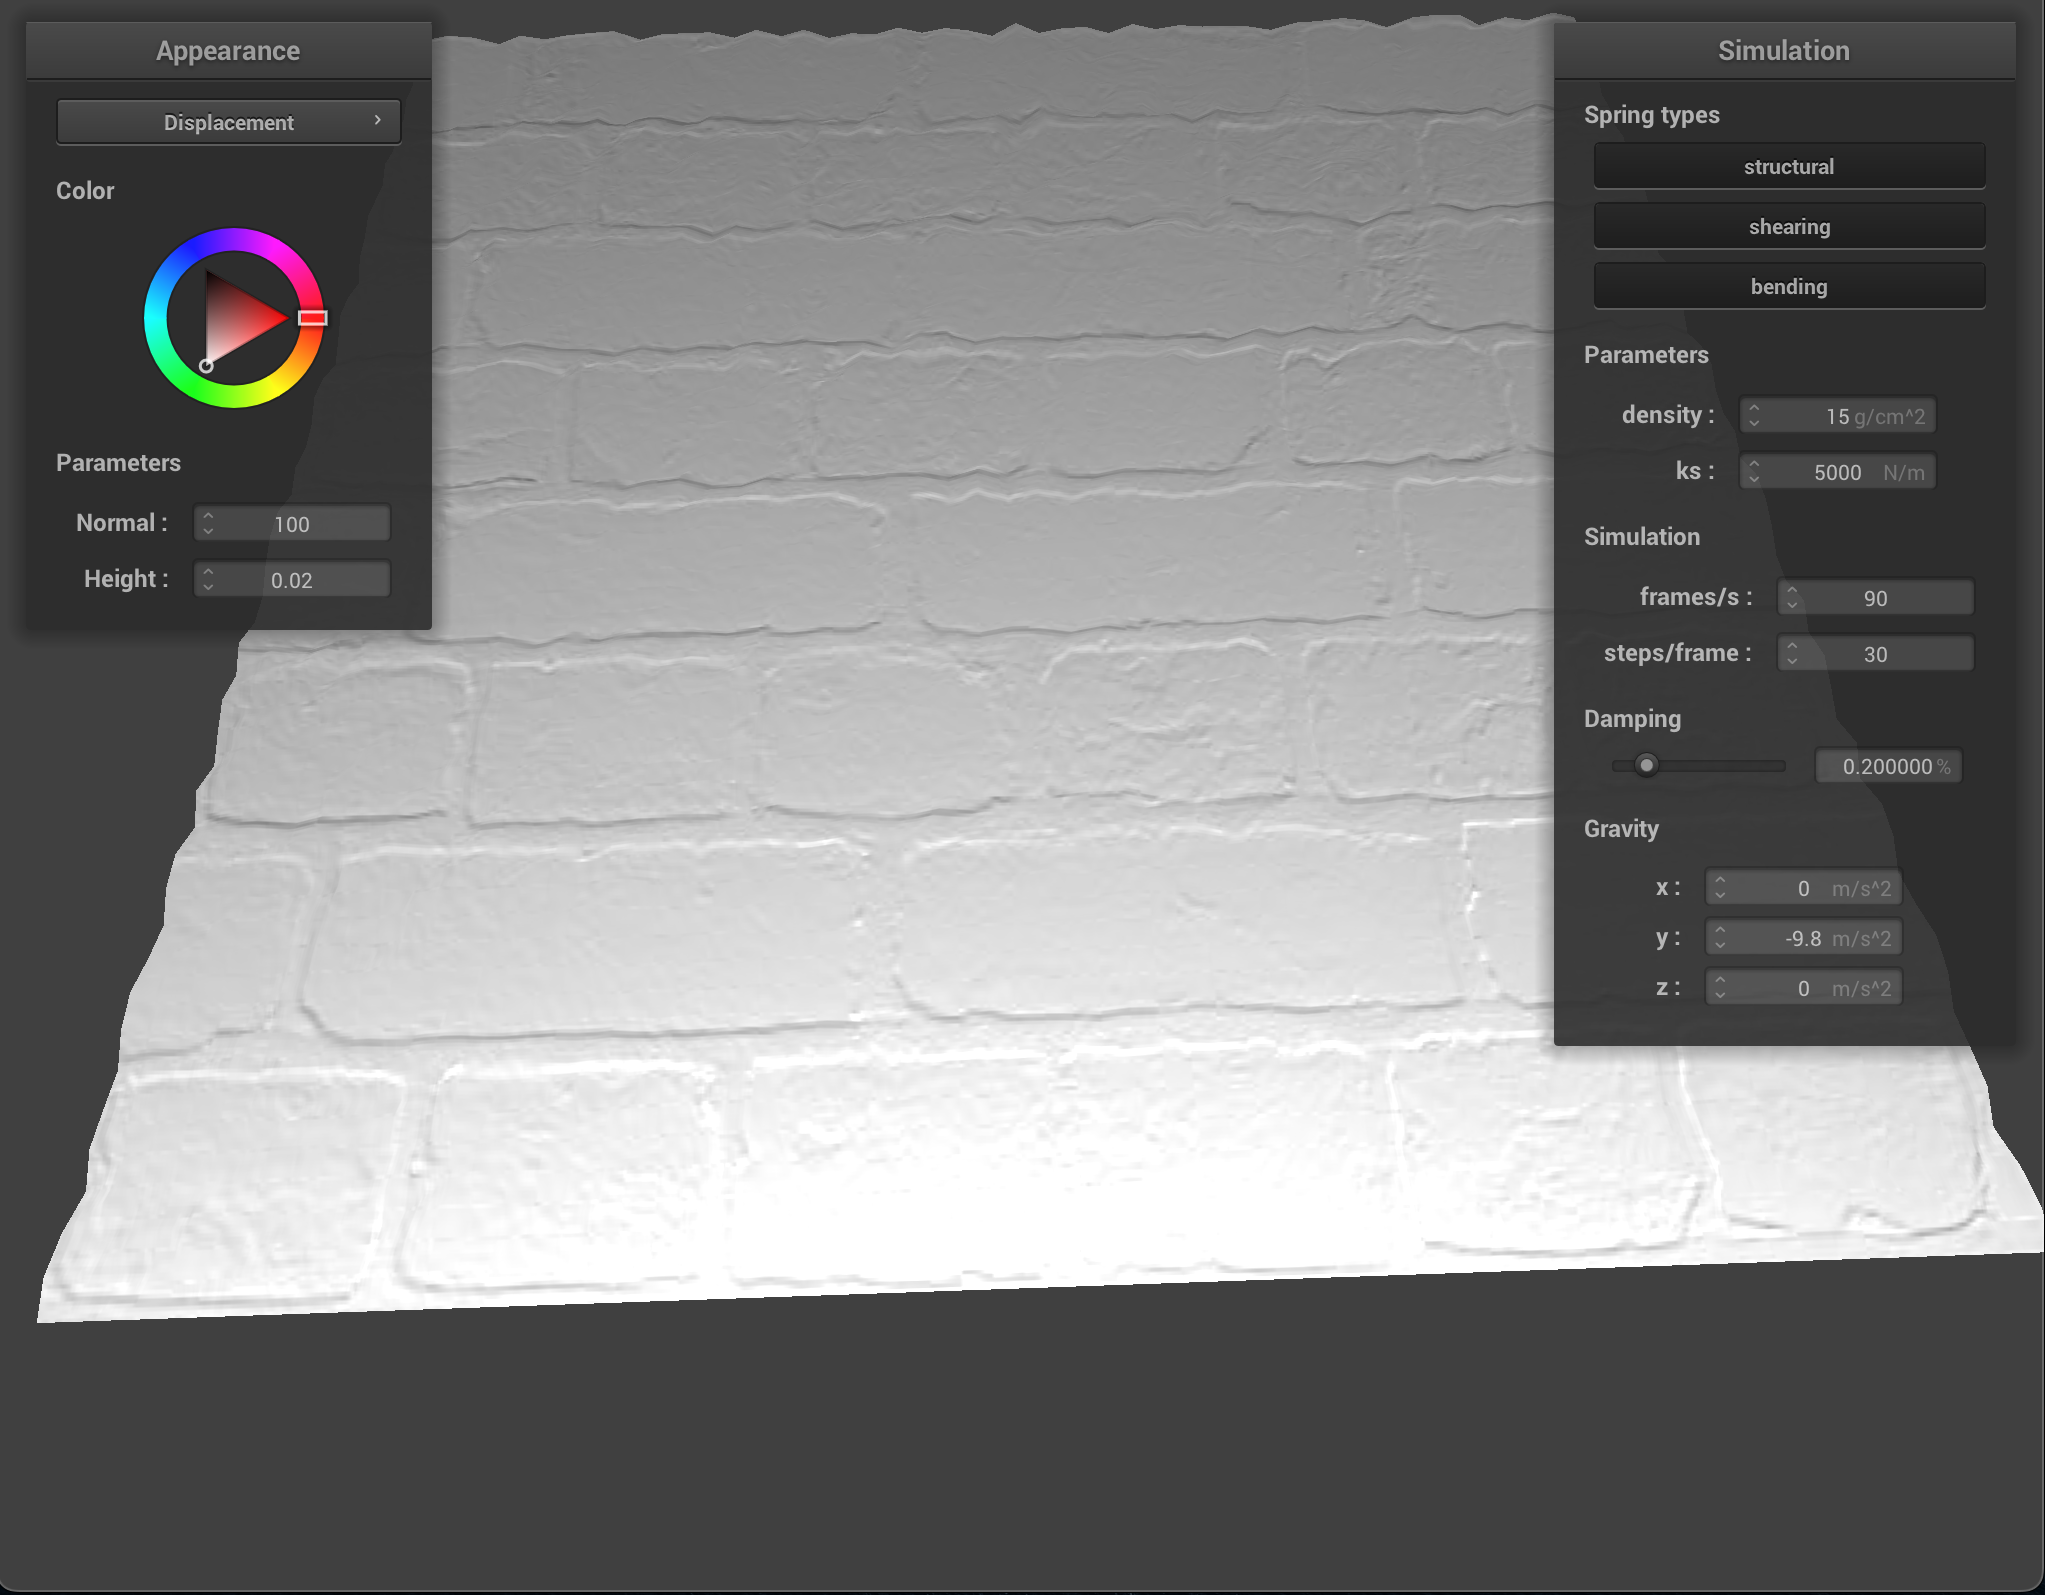 Appearance
Displacement
Color
Parameters
Normal : 100
Height : 0.02
Simulation
Spring types
structural
shearing
bending
Parameters
density : 15 g/cm^2
ks : 5000 N/m
Simulation
frames/s : 90
steps/frame : 30
Damping
0.200000 %
Gravity
x : 0 m/s^2
y : -9.8 m/s^2
z : 0 m/s^2